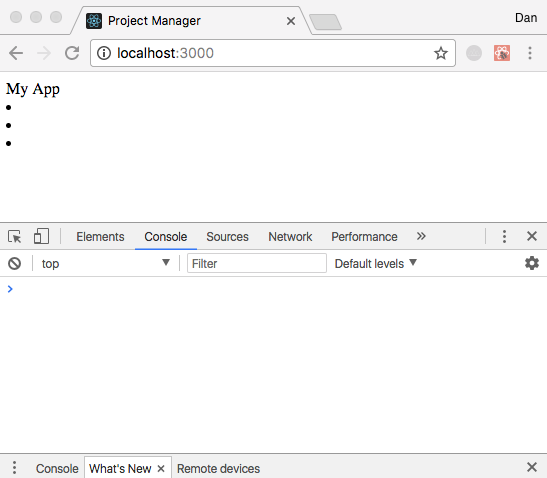 Project Manager
Dan
localhost:3000
My App
Elements Console Sources Network Performance
top Filter Default levels
Console What's New Remote devices